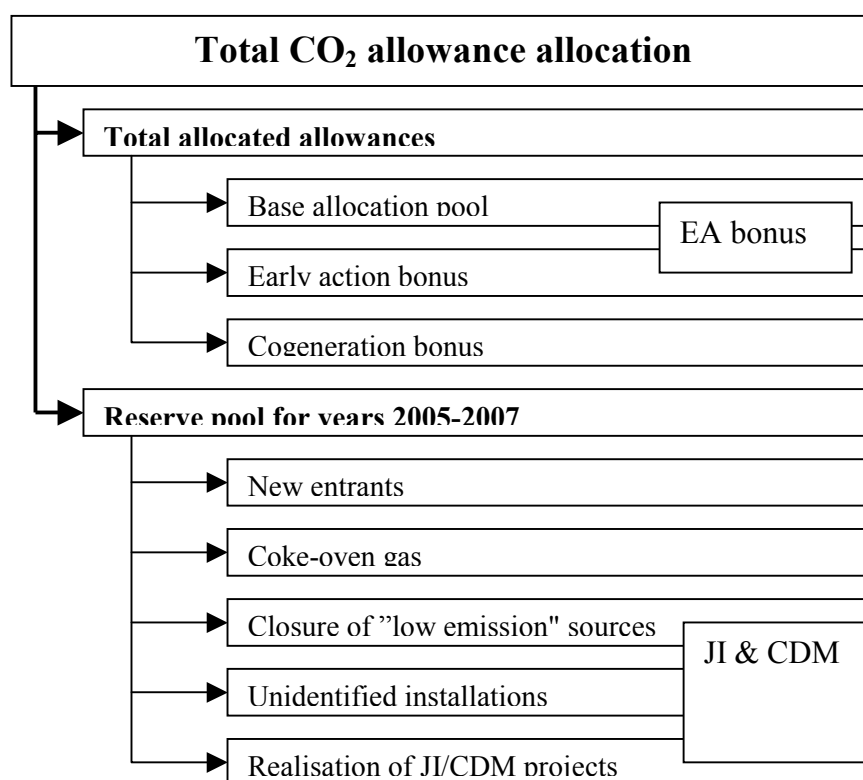 Total CO₂ allowance allocation
Total allocated allowances
Base allocation pool
EA bonus
Early action bonus
Cogeneration bonus
Reserve pool for years 2005-2007
New entrants
Coke-oven gas
Closure of ”low emission" sources
JI & CDM
Unidentified installations
Realisation of JI/CDM projects